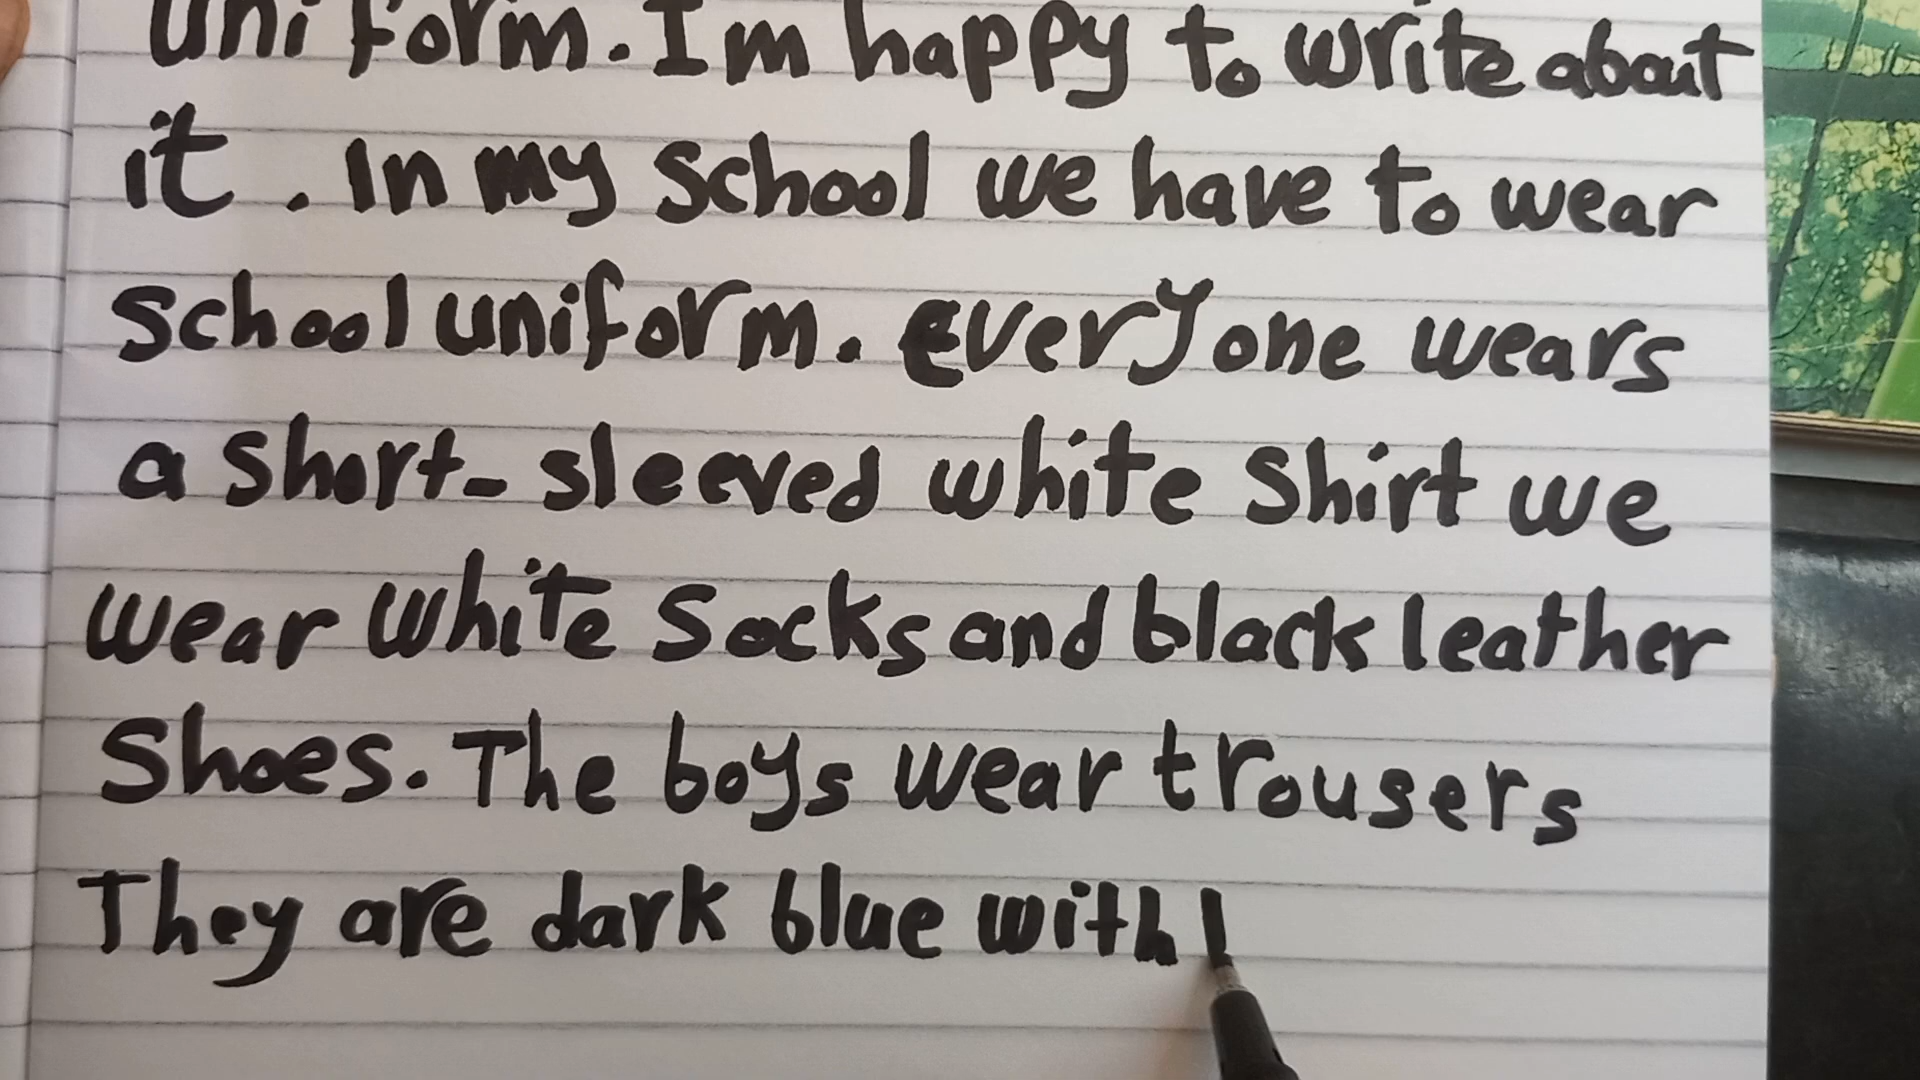 uniform. Im happy to write about
it. In my school we have to wear
school uniform. everyone wears
a short-sleeved white shirt we
wear white socks and black leather
shoes. The boys wear trousers
They are dark blue with l